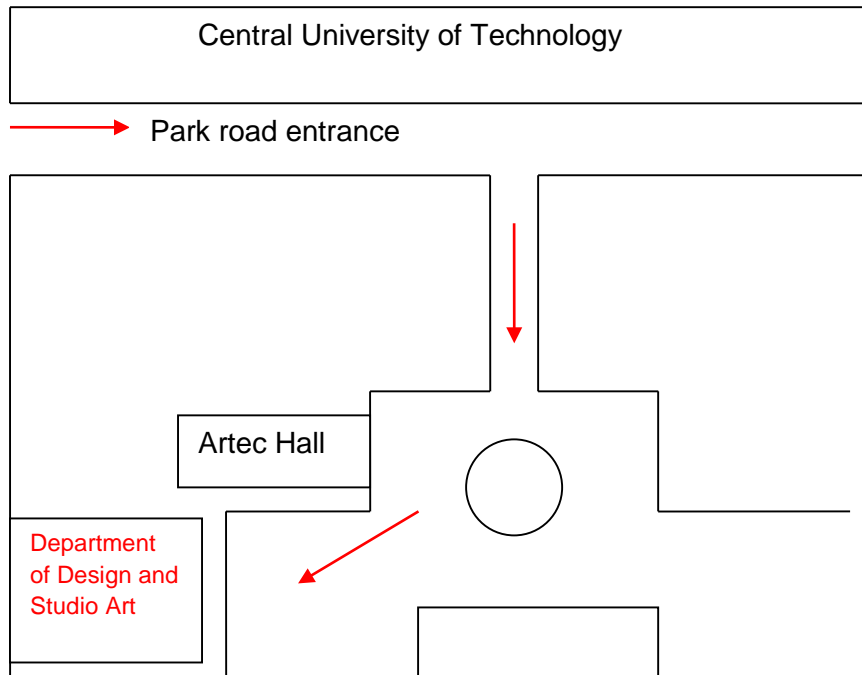 Central University of Technology
Park road entrance
Artec Hall
Department
of Design and
Studio Art